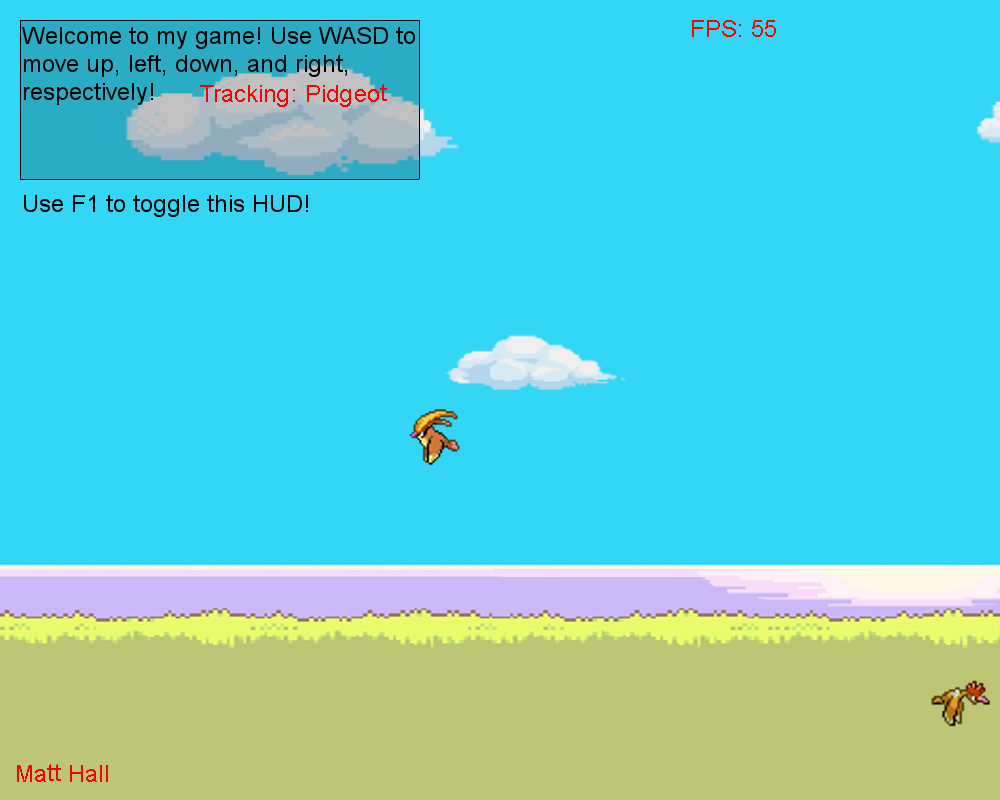 Welcome to my game! Use WASD to
move up, left, down, and right,
respectively!
Tracking: Pidgeot
FPS: 55
Use F1 to toggle this HUD!
Matt Hall